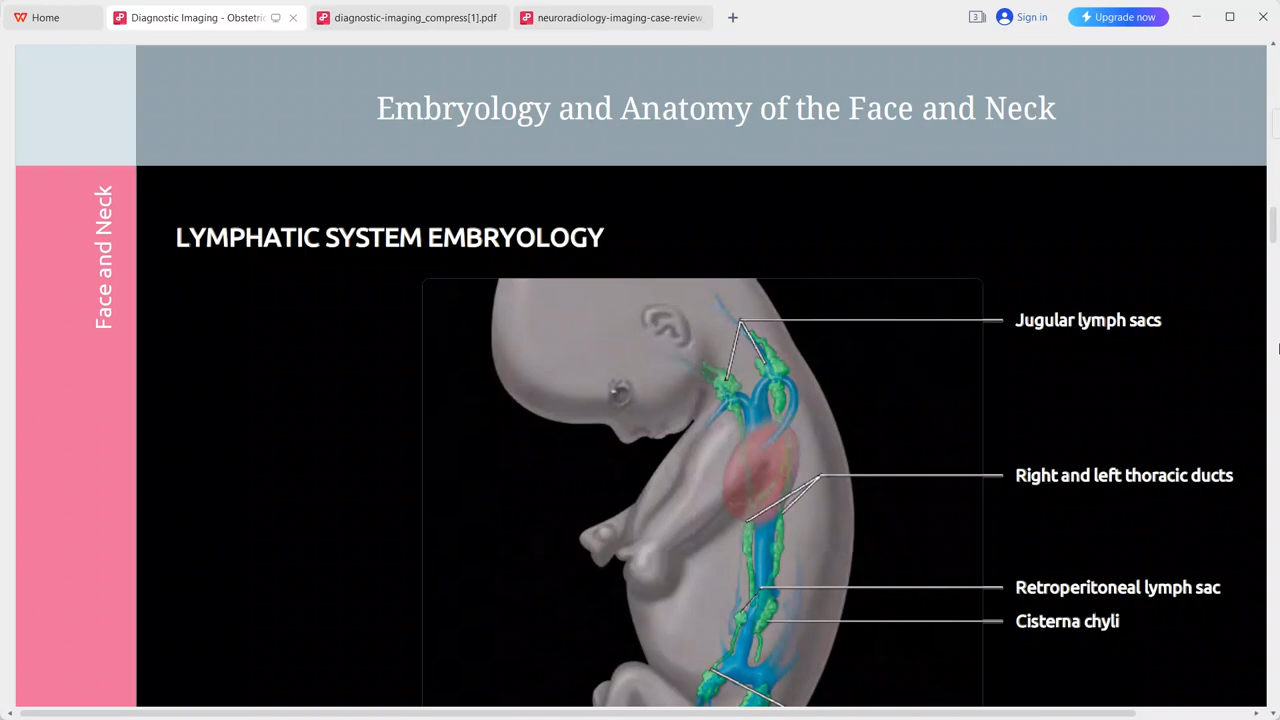 Home
Diagnostic Imaging - Obstetric
diagnostic-imaging_compress[1].pdf
neuroradiology-imaging-case-review
3
Sign in
Upgrade now
Embryology and Anatomy of the Face and Neck
Face and Neck
LYMPHATIC SYSTEM EMBRYOLOGY
Jugular lymph sacs
Right and left thoracic ducts
Retroperitoneal lymph sac
Cisterna chyli